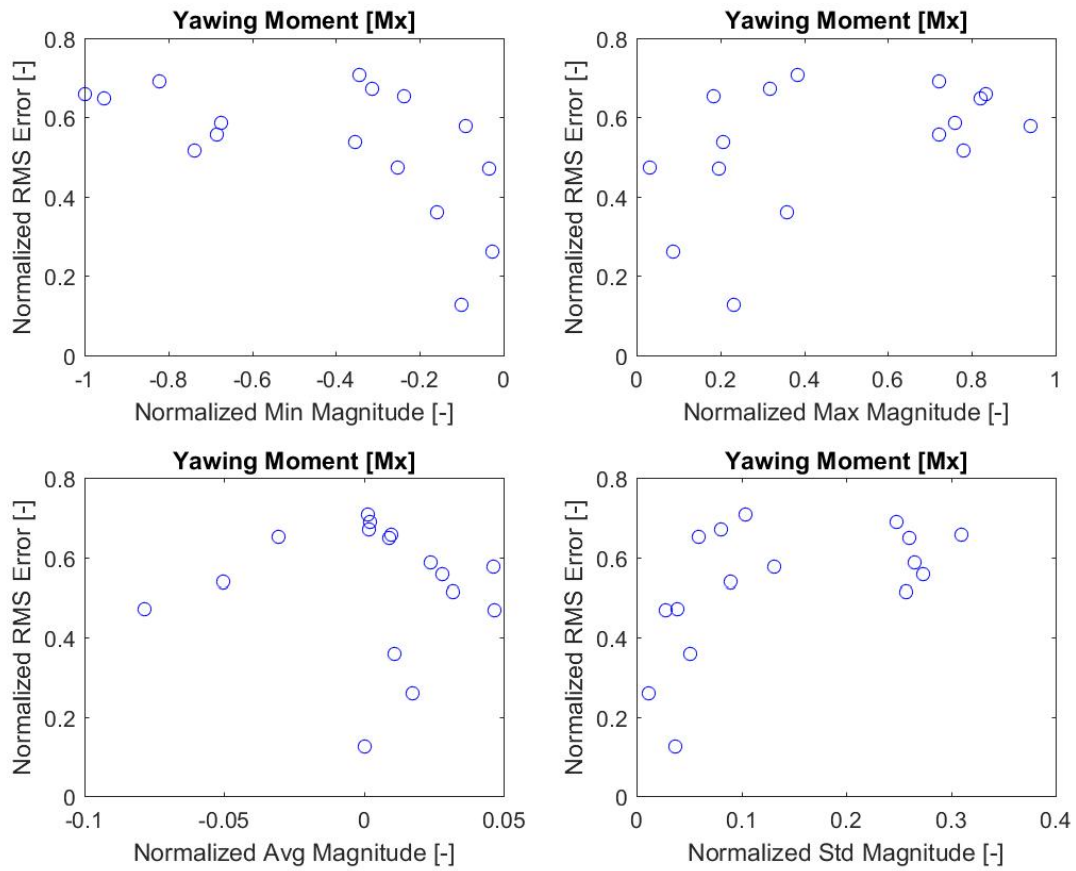 Yawing Moment [Mx]
0.8
0.6
0.4
0.2
0
Normalized RMS Error [-]
-1 -0.8 -0.6 -0.4 -0.2 0
Normalized Min Magnitude [-]
Yawing Moment [Mx]
0.8
0.6
0.4
0.2
0
Normalized RMS Error [-]
0 0.2 0.4 0.6 0.8 1
Normalized Max Magnitude [-]
Yawing Moment [Mx]
0.8
0.6
0.4
0.2
0
Normalized RMS Error [-]
-0.1 -0.05 0 0.05
Normalized Avg Magnitude [-]
Yawing Moment [Mx]
0.8
0.6
0.4
0.2
0
Normalized RMS Error [-]
0 0.1 0.2 0.3 0.4
Normalized Std Magnitude [-]